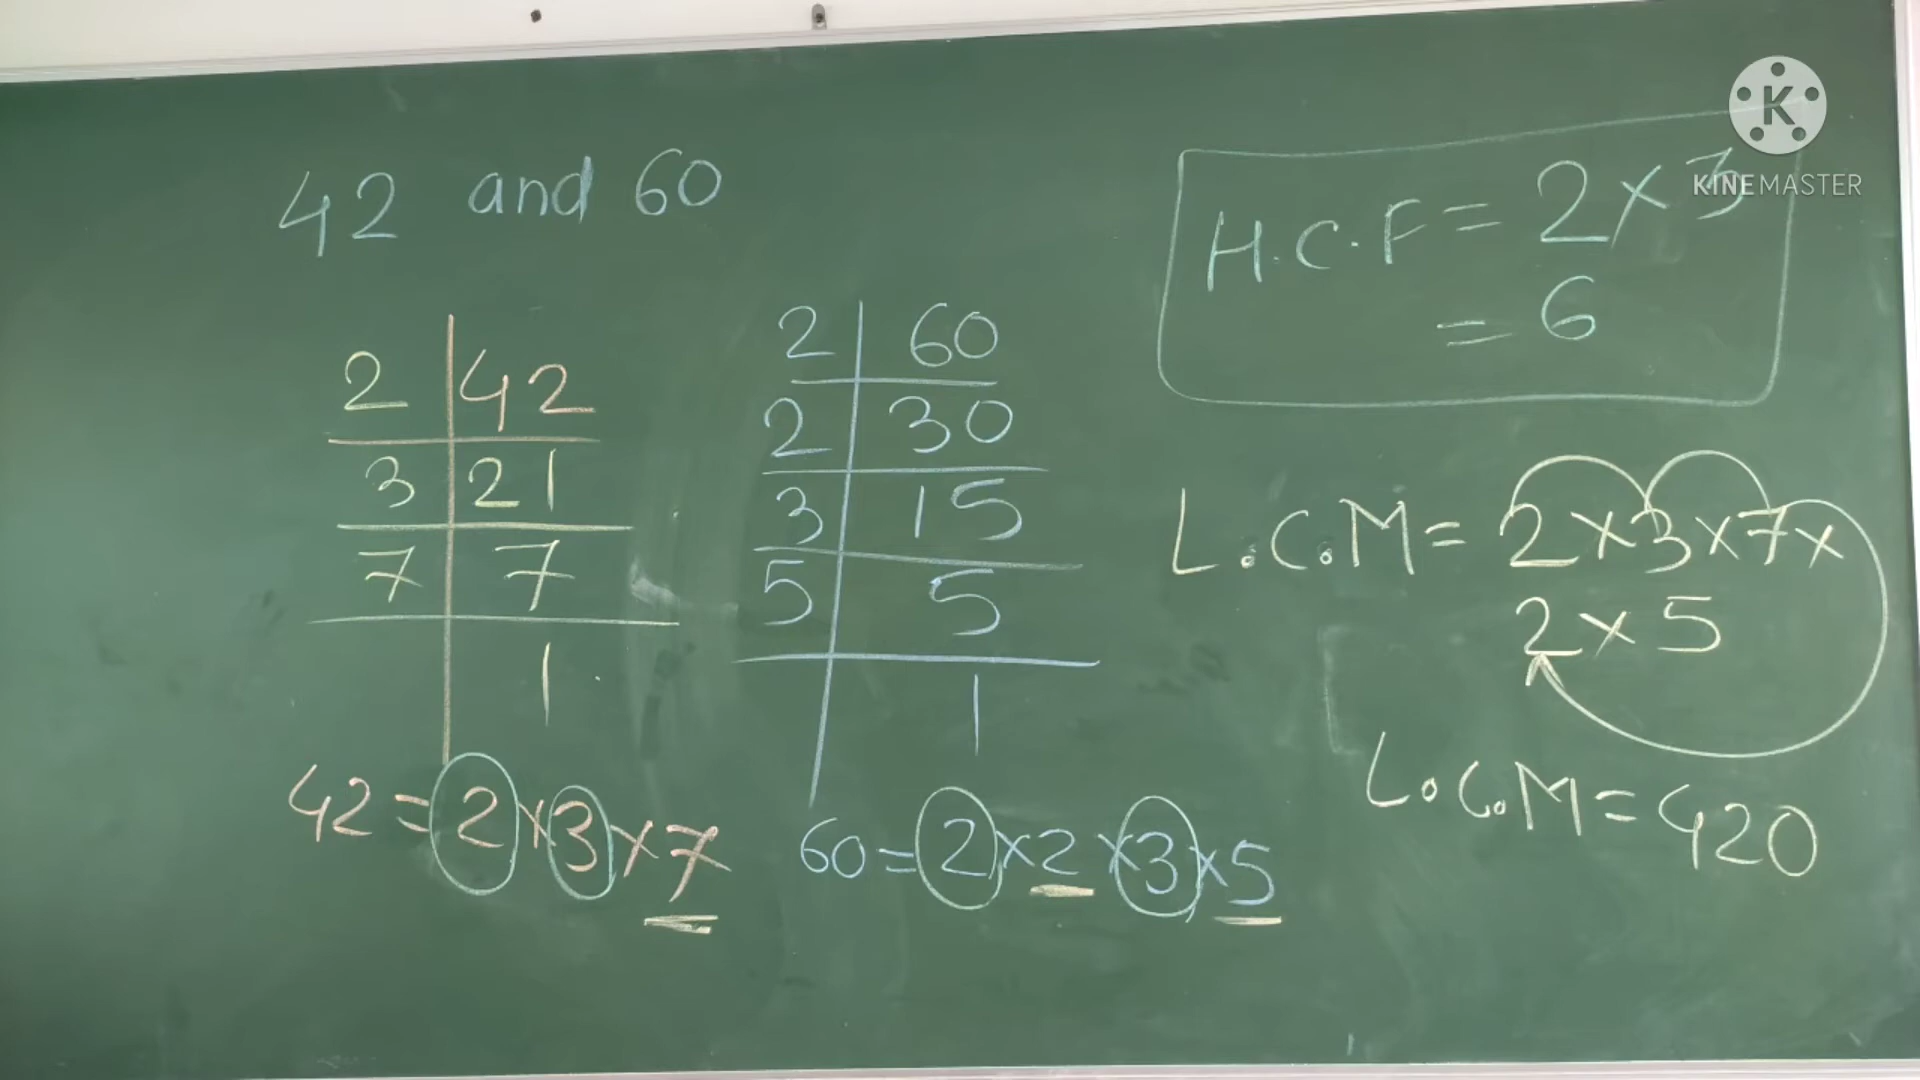 42 and 60
2 | 42
3 | 21
7 | 7
1
42 = 2 × 3 × 7
2 | 60
2 | 30
3 | 15
5 | 5
1
60 = 2 × 2 × 3 × 5
H.C.F = 2 × 3
= 6
L.C.M = 2 × 3 × 7 ×
2 × 5
L.C.M = 420
K
KINEMASTER